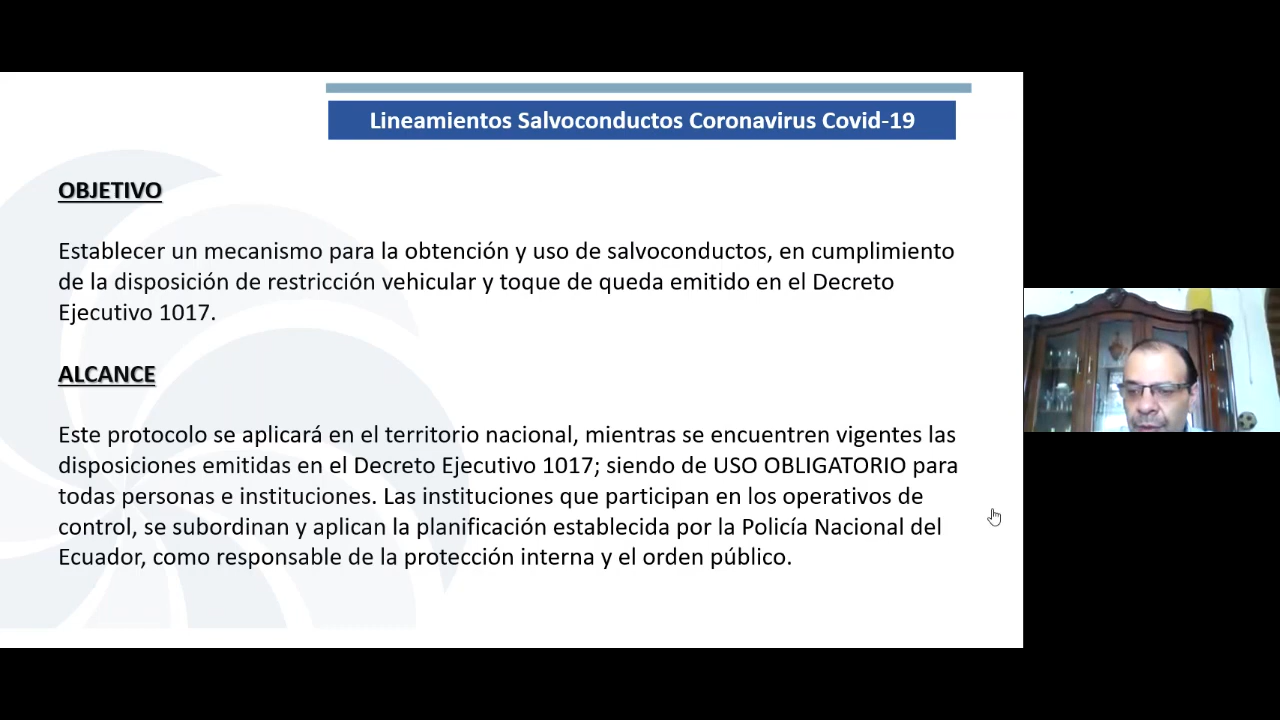 Lineamientos Salvoconductos Coronavirus Covid-19
OBJETIVO
Establecer un mecanismo para la obtención y uso de salvoconductos, en cumplimiento
de la disposición de restricción vehicular y toque de queda emitido en el Decreto
Ejecutivo 1017.
ALCANCE
Este protocolo se aplicará en el territorio nacional, mientras se encuentren vigentes las
disposiciones emitidas en el Decreto Ejecutivo 1017; siendo de USO OBLIGATORIO para
todas personas e instituciones. Las instituciones que participan en los operativos de
control, se subordinan y aplican la planificación establecida por la Policía Nacional del
Ecuador, como responsable de la protección interna y el orden público.